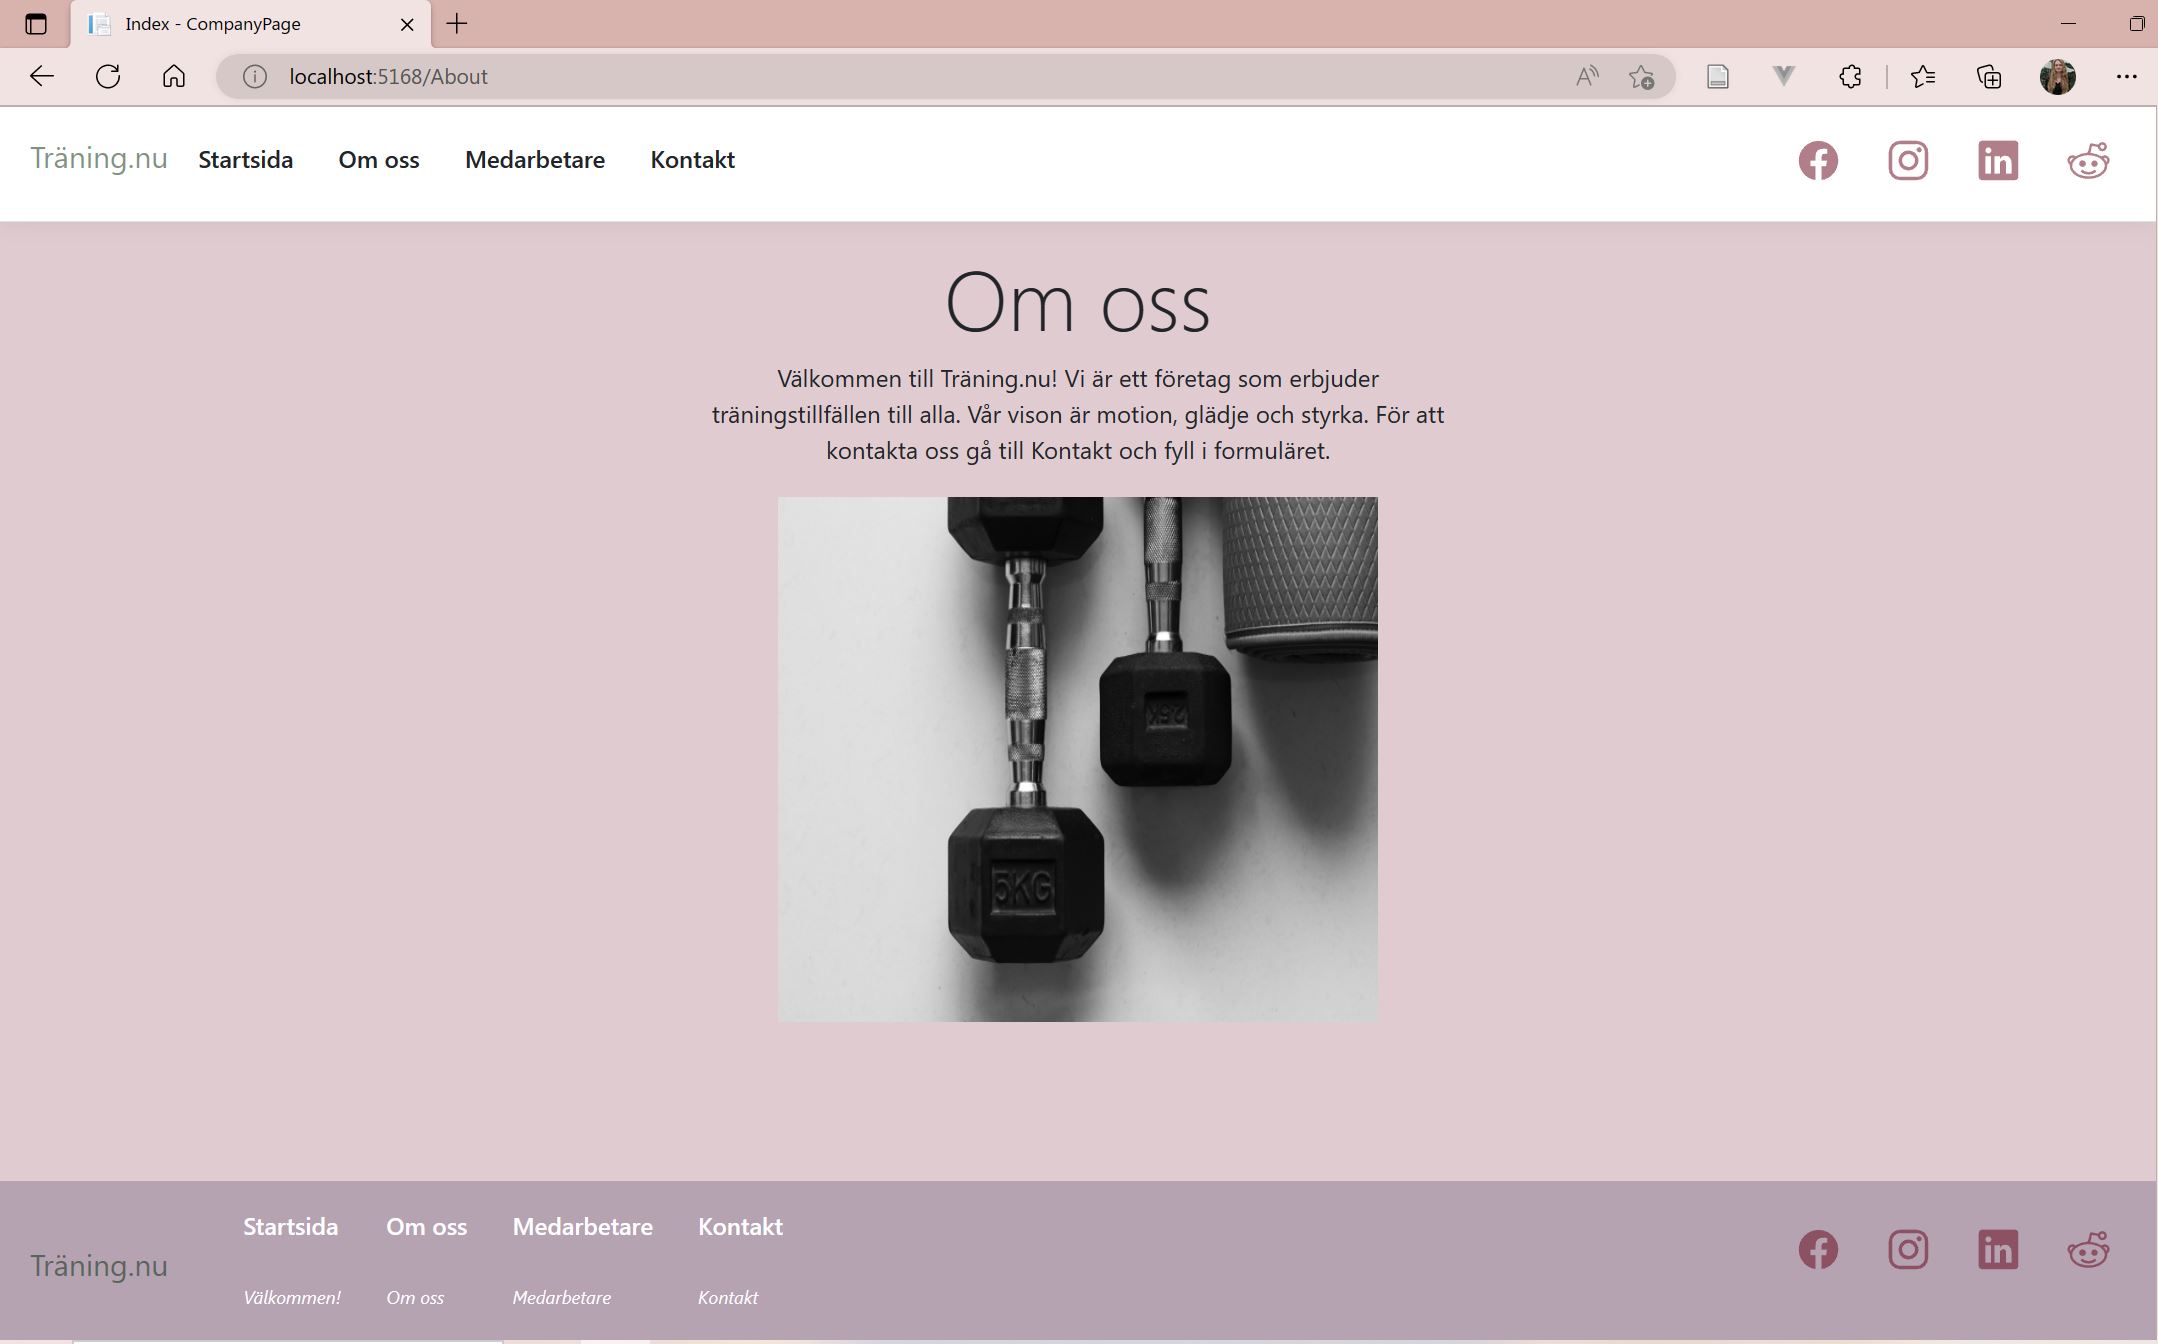 Index - CompanyPage
localhost:5168/About
Träning.nu Startsida Om oss Medarbetare Kontakt
Om oss
Välkommen till Träning.nu! Vi är ett företag som erbjuder
träningstillfällen till alla. Vår vison är motion, glädje och styrka. För att
kontakta oss gå till Kontakt och fyll i formuläret.
5KG
Startsida Om oss Medarbetare Kontakt
Träning.nu
Välkommen! Om oss Medarbetare Kontakt